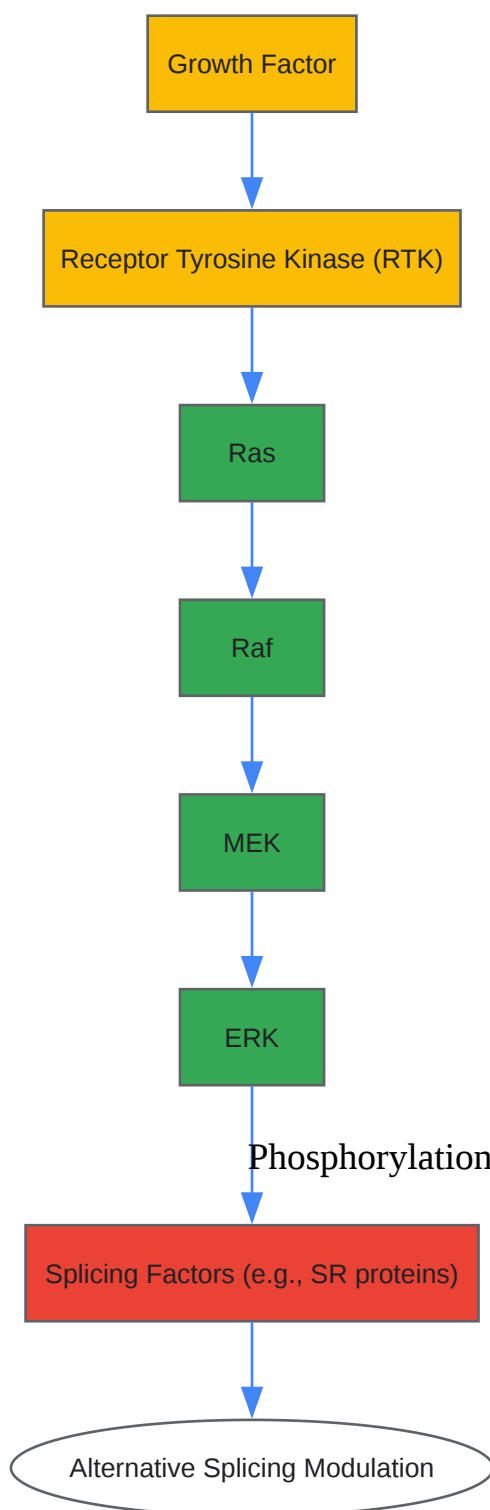 Growth Factor
Receptor Tyrosine Kinase (RTK)
Ras
Raf
MEK
ERK
Phosphorylation
Splicing Factors (e.g., SR proteins)
Alternative Splicing Modulation